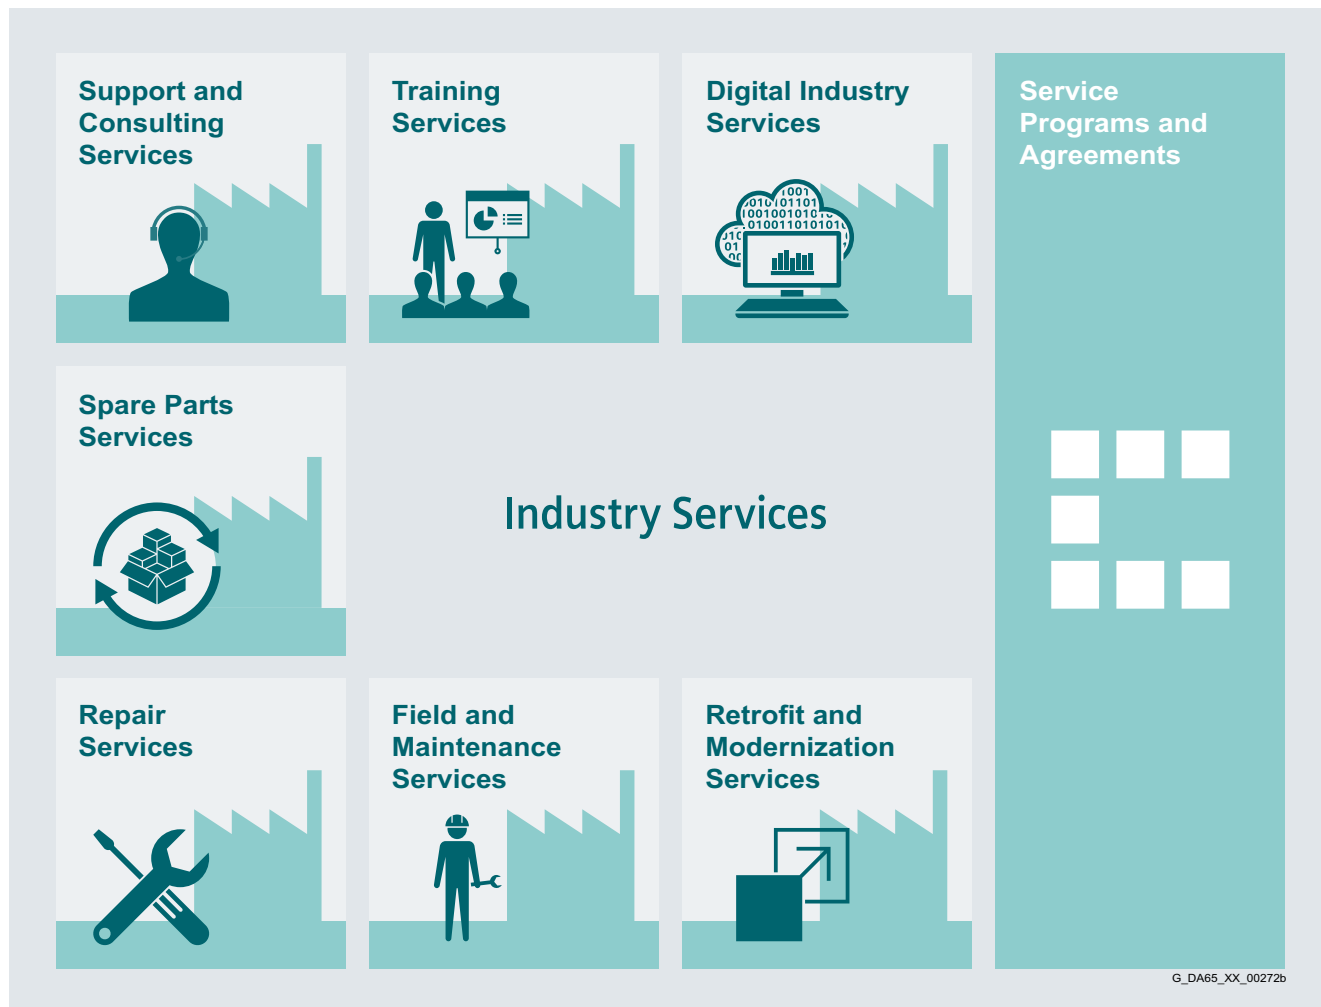 Support and
Consulting
Services
Training
Services
Digital Industry
Services
Service
Programs and
Agreements
Spare Parts
Services
Industry Services
Repair
Services
Field and
Maintenance
Services
Retrofit and
Modernization
Services
G_DA65_XX_00272b